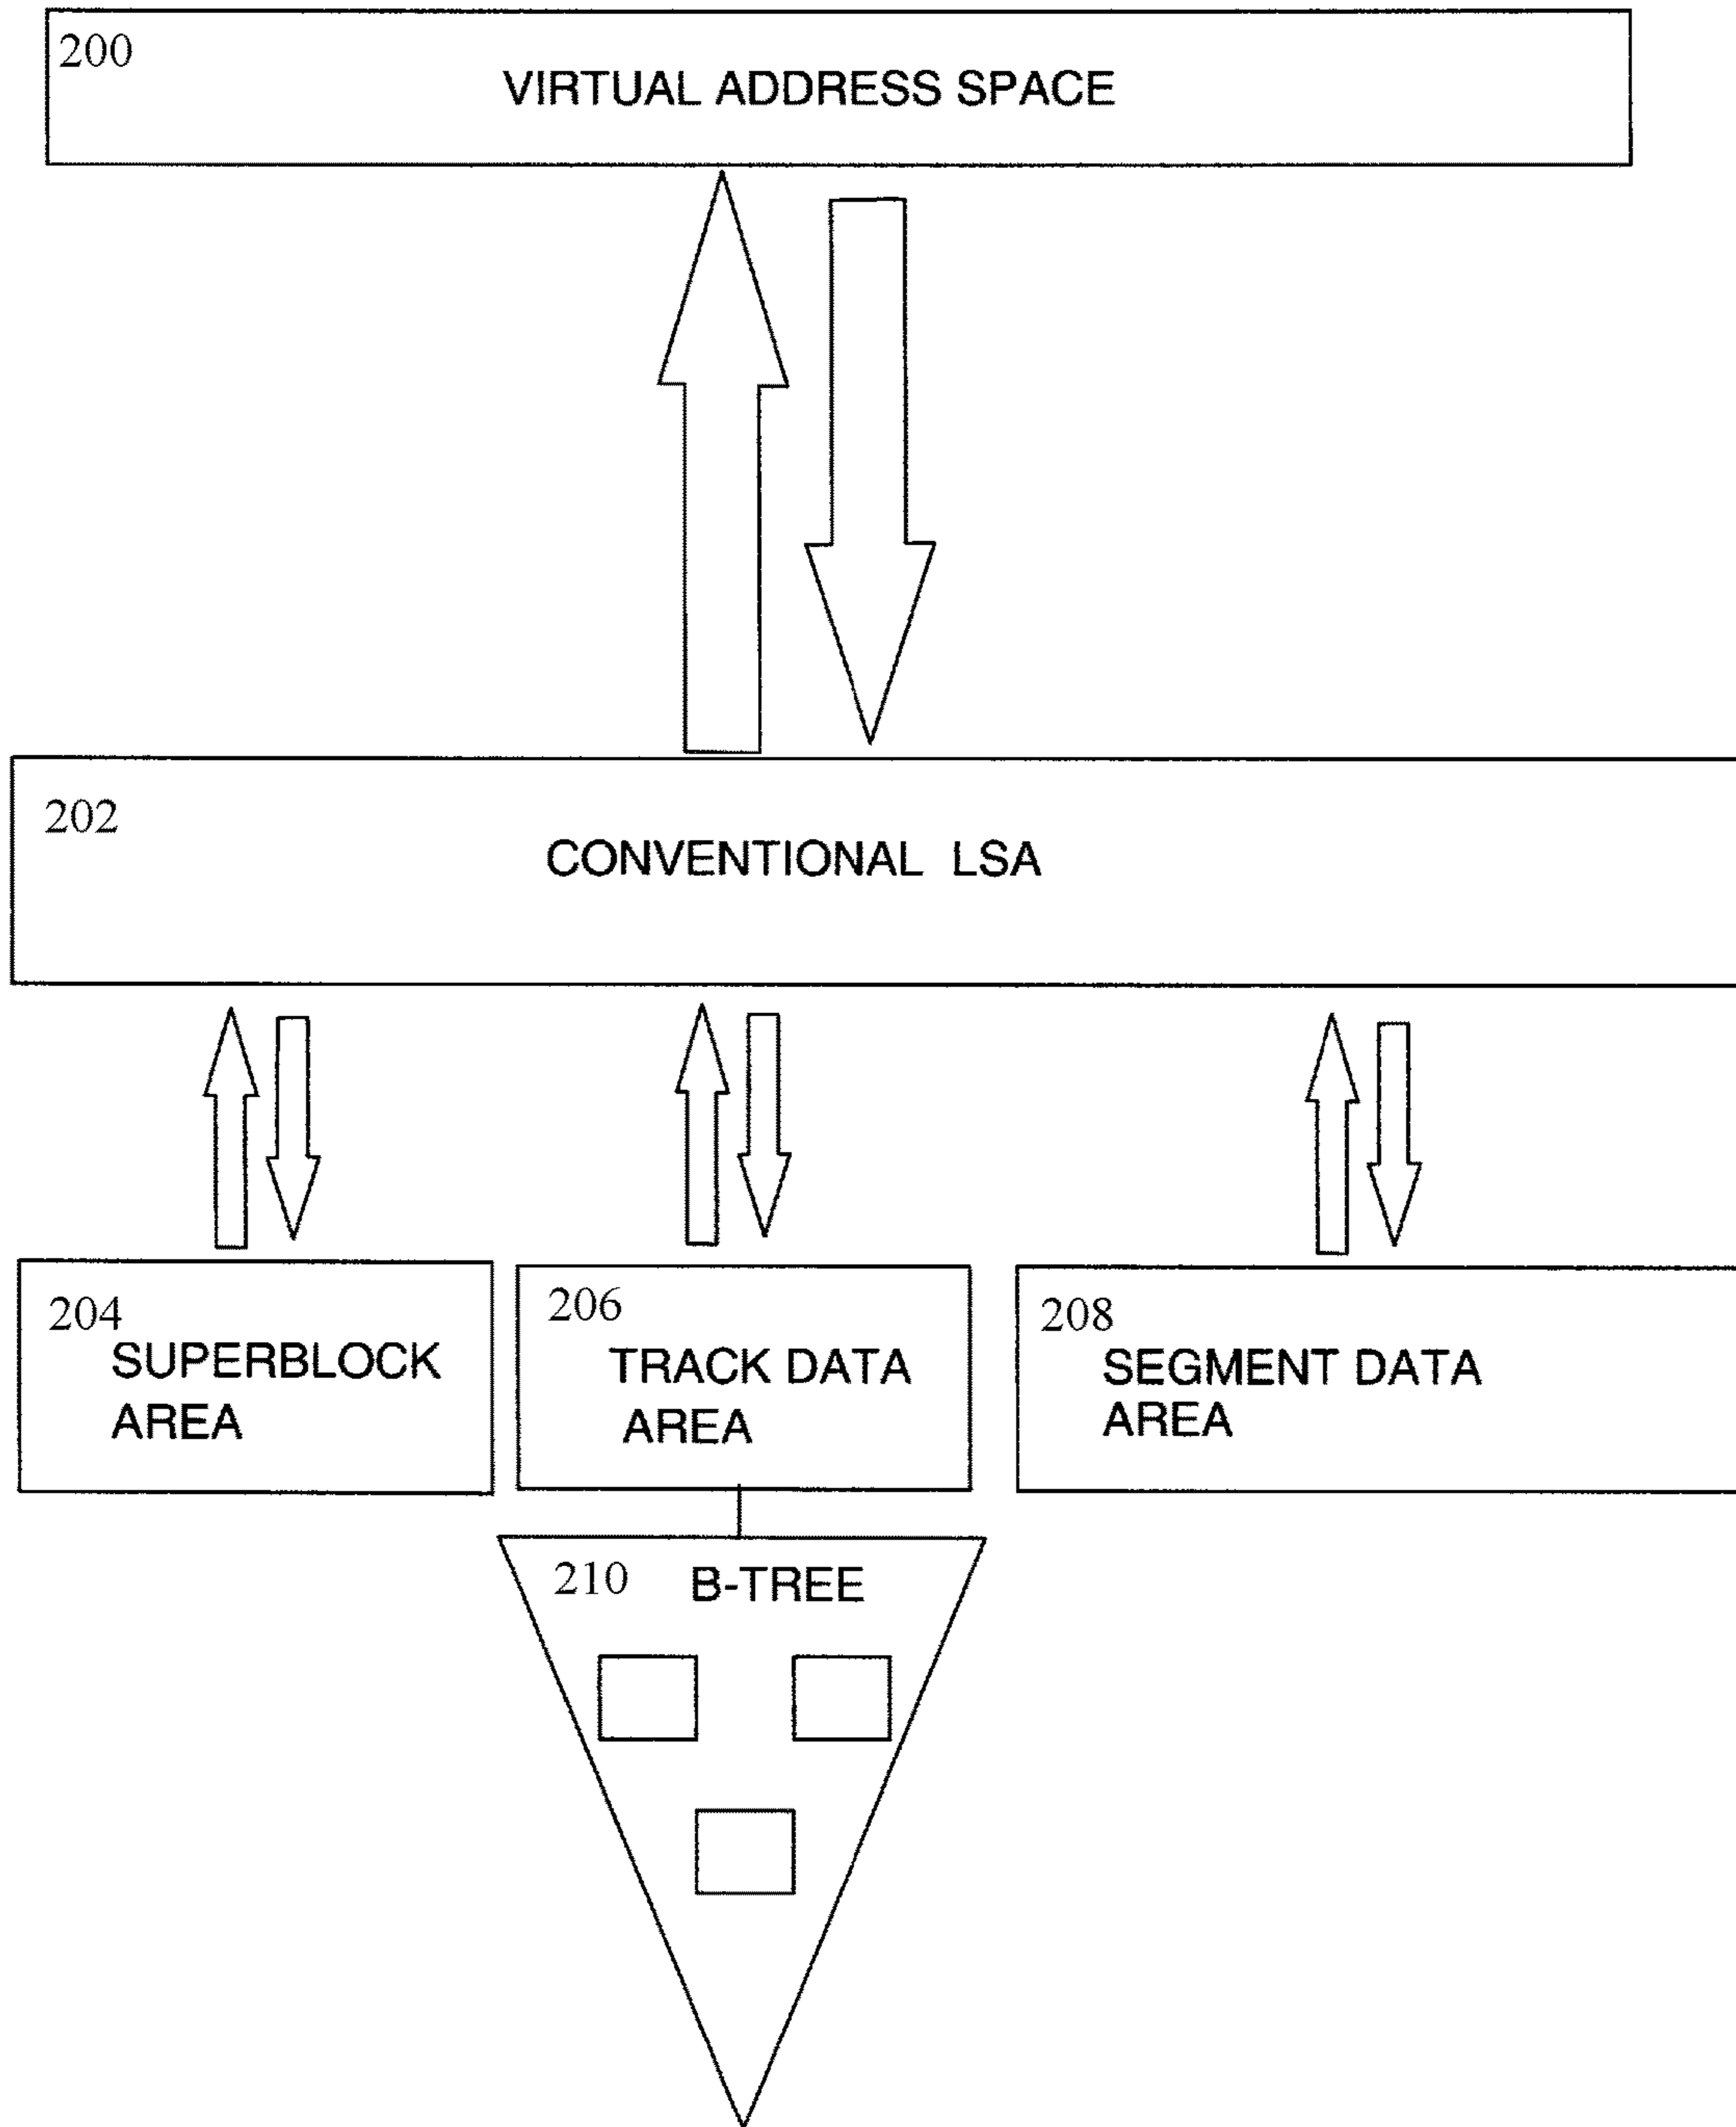 200
VIRTUAL ADDRESS SPACE
202
CONVENTIONAL LSA
204
SUPERBLOCK
AREA
206
TRACK DATA
AREA
208
SEGMENT DATA
AREA
210 B-TREE